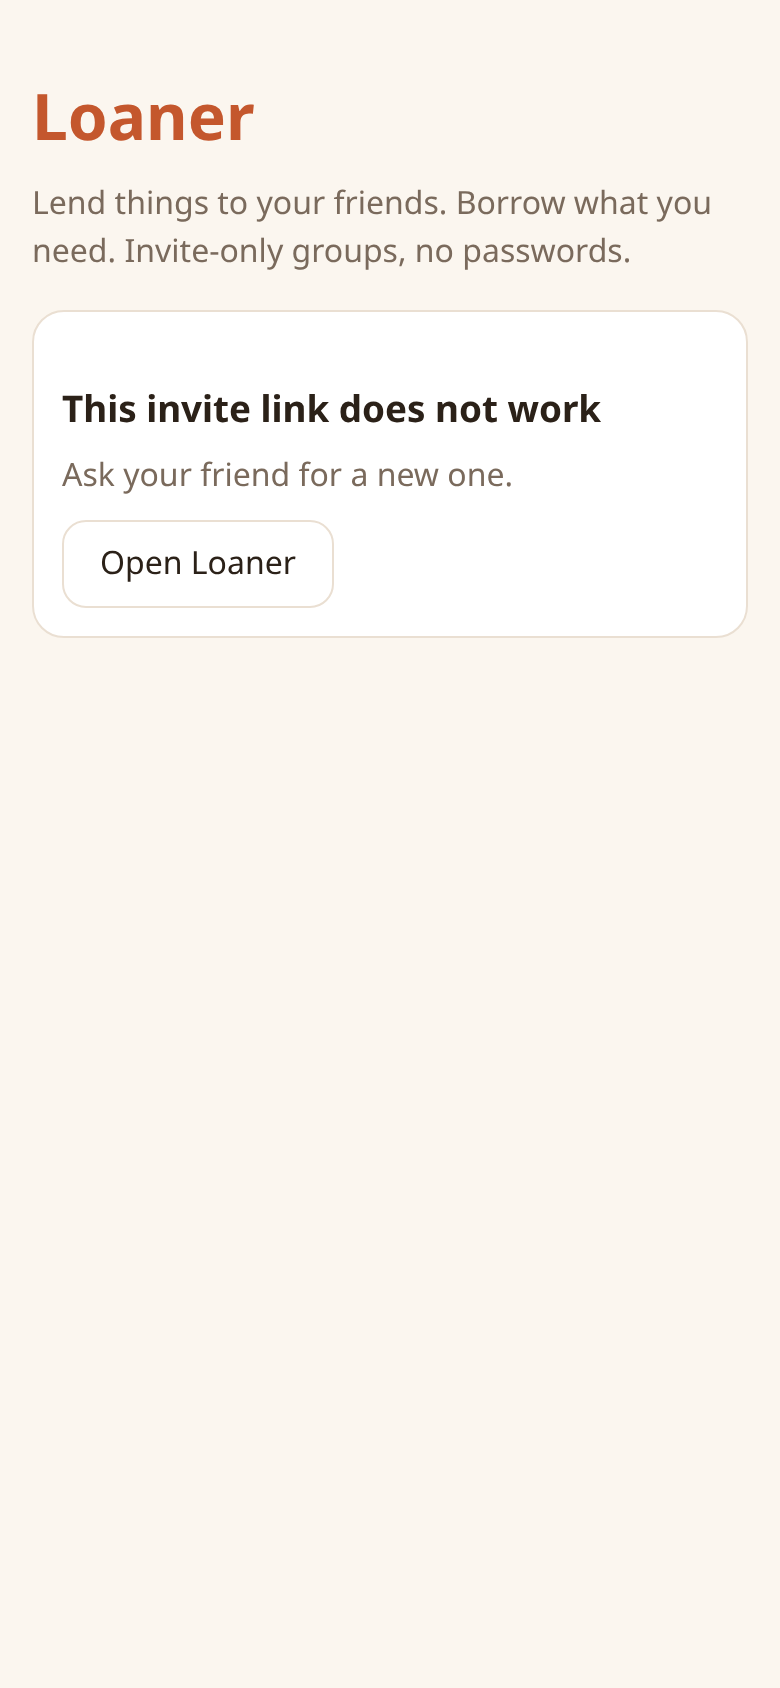 Loaner
Lend things to your friends. Borrow what you
need. Invite-only groups, no passwords.
This invite link does not work
Ask your friend for a new one.
Open Loaner